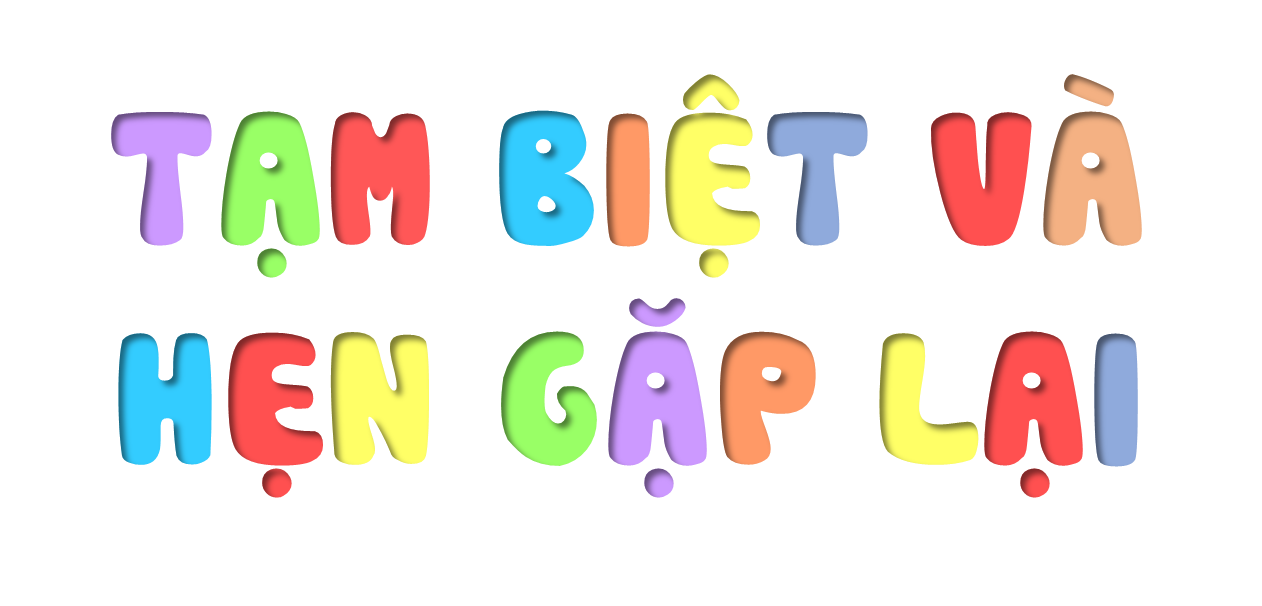 TẠM BIỆT VÀ
HẸN GẶP LẠI